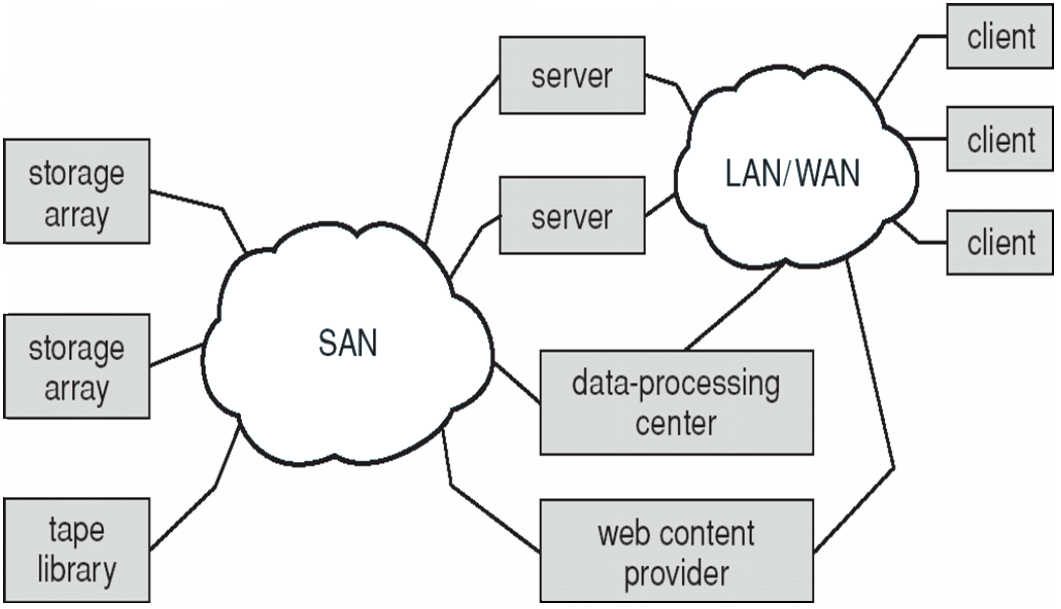 client
server
client
LAN/WAN
storage
array
server
client
storage
array
SAN
data-processing
center
tape
library
web content
provider